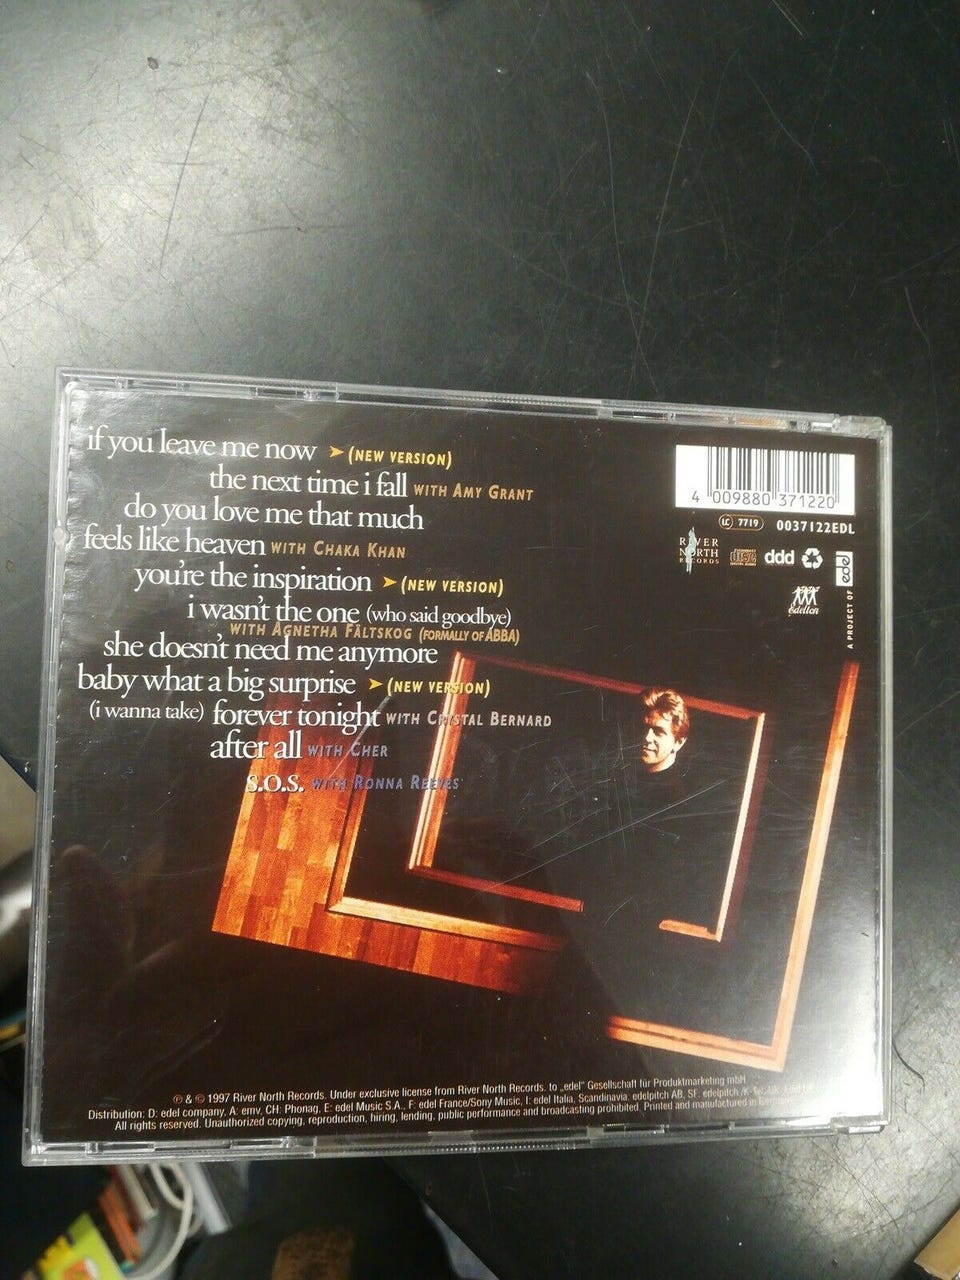 if you leave me now ➤ (NEW VERSION)
the next time i fall WITH AMY GRANT
do you love me that much
feels like heaven WITH CHAKA KHAN
you're the inspiration ➤ (NEW VERSION)
i wasn't the one (who said goodbye)
WITH AGNETHA FÄLTSKOG (FORMALLY OF ABBA)
she doesn't need me anymore
baby what a big surprise ➤ (NEW VERSION)
(i wanna take) forever tonight WITH CRYSTAL BERNARD
after all WITH CHER
S.O.S. WITH RONNA REEVES
4 009880 371220
LC 7719 0037122EDL
RIVER NORTH RECORDS
COMPACT disc DIGITAL AUDIO
ddd
edel
A PROJECT OF
edelton
℗ & © 1997 River North Records. Under exclusive license from River North Records. to „edel" Gesellschaft für Produktmarketing mbH
Distribution: D: edel company, A: emv, CH: Phonag, E: edel Music S.A., F: edel France/Sony Music, I: edel Italia, Scandinavia. edelpitch AB, SF: edelpitch
All rights reserved. Unauthorized copying, reproduction, hiring, lending, public performance and broadcasting prohibited. Printed and manufactured in Germany